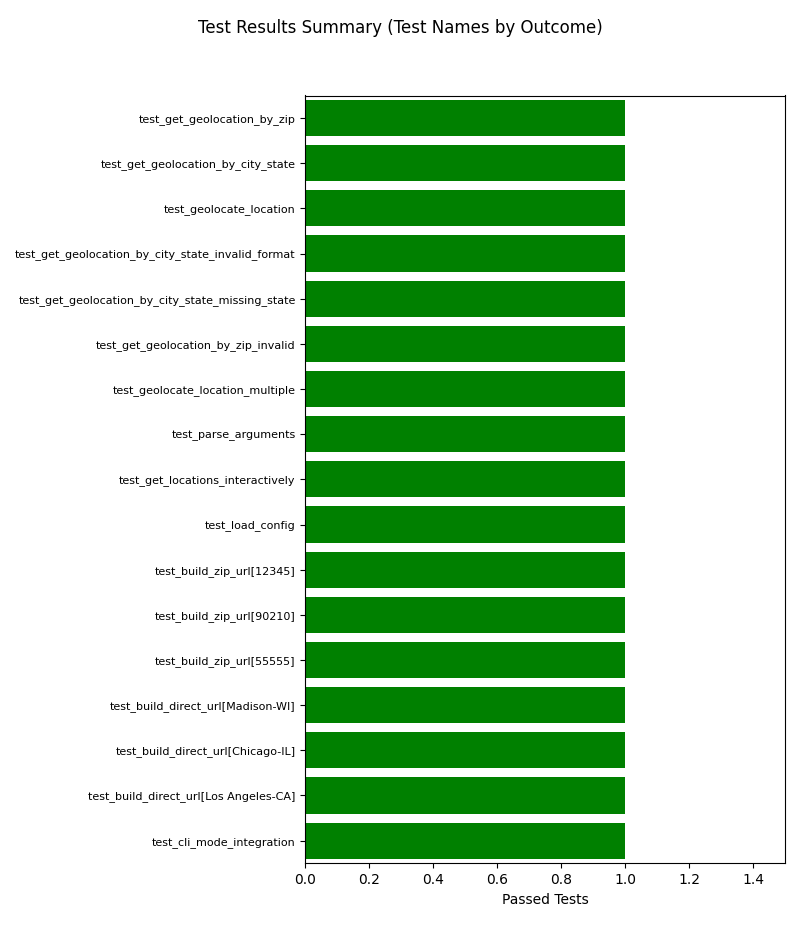 Test Results Summary (Test Names by Outcome)
test_get_geolocation_by_zip
test_get_geolocation_by_city_state
test_geolocate_location
test_get_geolocation_by_city_state_invalid_format
test_get_geolocation_by_city_state_missing_state
test_get_geolocation_by_zip_invalid
test_geolocate_location_multiple
test_parse_arguments
test_get_locations_interactively
test_load_config
test_build_zip_url[12345]
test_build_zip_url[90210]
test_build_zip_url[55555]
test_build_direct_url[Madison-WI]
test_build_direct_url[Chicago-IL]
test_build_direct_url[Los Angeles-CA]
test_cli_mode_integration
0.0 0.2 0.4 0.6 0.8 1.0 1.2 1.4
Passed Tests